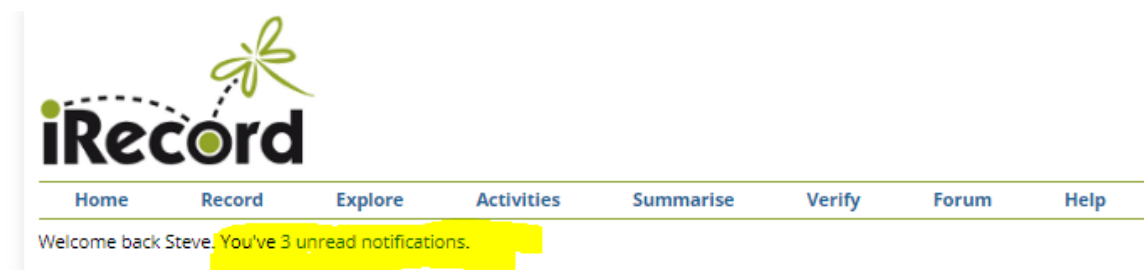 iRecord
Home Record Explore Activities Summarise Verify Forum Help
Welcome back Steve. You've 3 unread notifications.